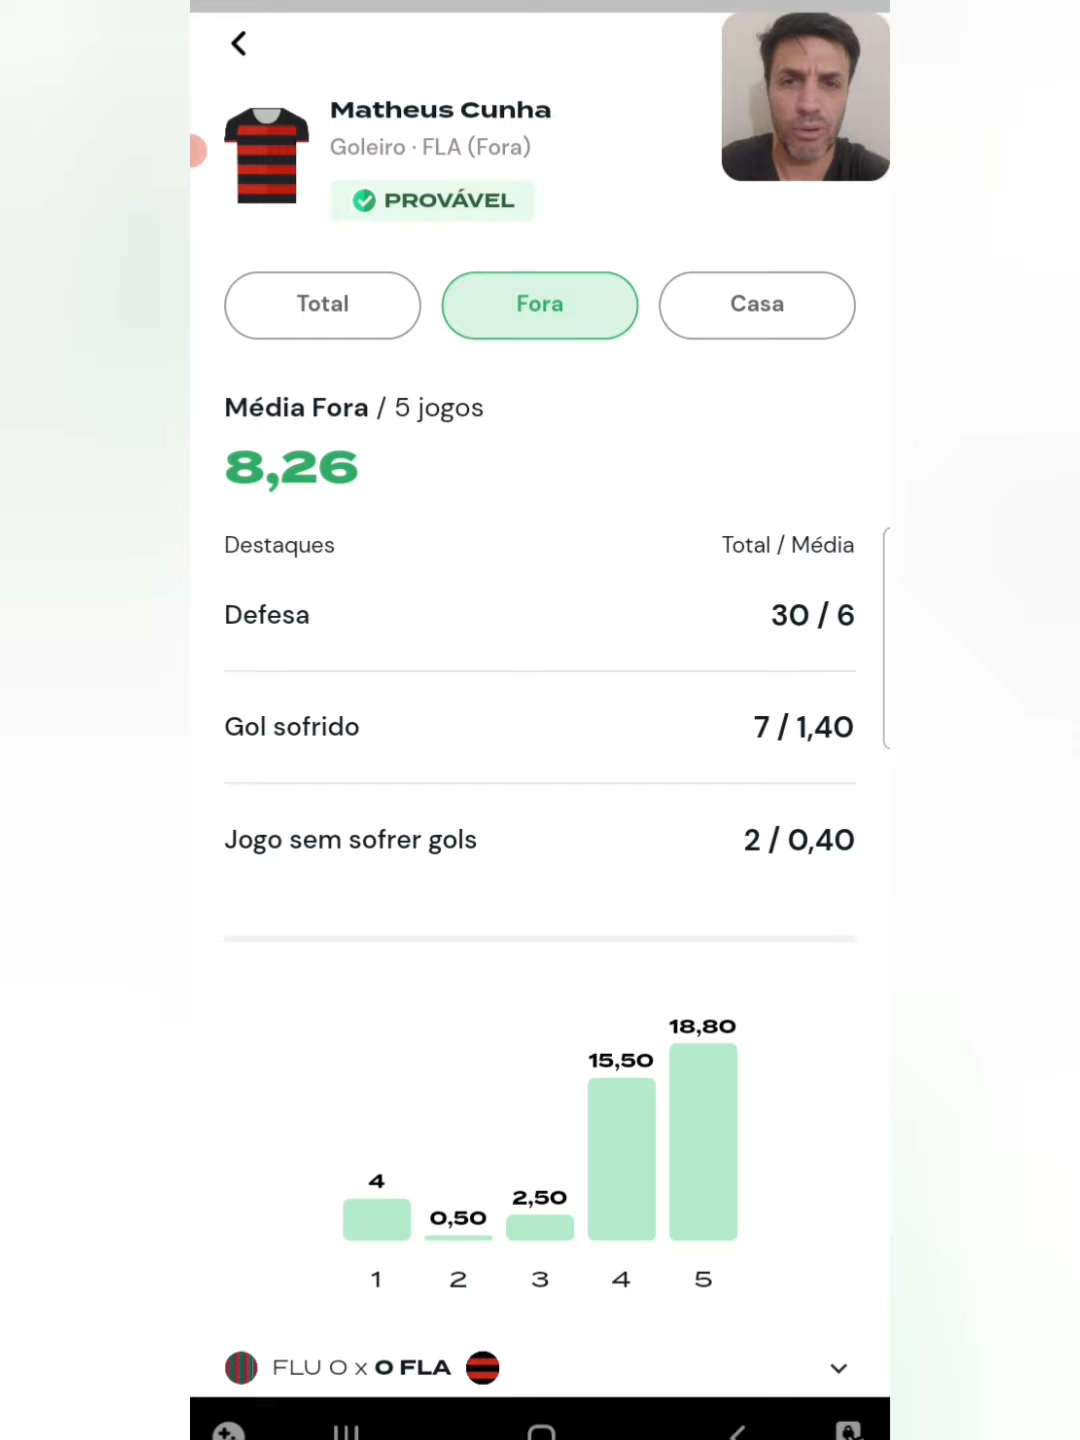 Matheus Cunha
Goleiro · FLA (Fora)
PROVÁVEL
Total Fora Casa
Média Fora / 5 jogos
8,26
Destaques Total / Média
Defesa 30 / 6
Gol sofrido 7 / 1,40
Jogo sem sofrer gols 2 / 0,40
18,80
15,50
4
2,50
0,50
1 2 3 4 5
FLU 0 x 0 FLA